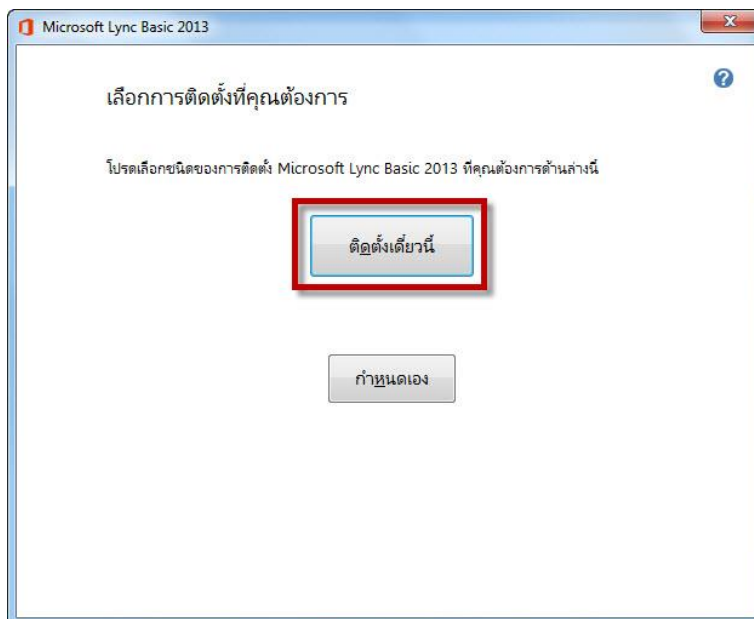 Microsoft Lync Basic 2013
เลือกการติดตั้งที่คุณต้องการ
โปรดเลือกชนิดของการติดตั้ง Microsoft Lync Basic 2013 ที่คุณต้องการด้านล่างนี้
ติดตั้งเดี๋ยวนี้
กำหนดเอง